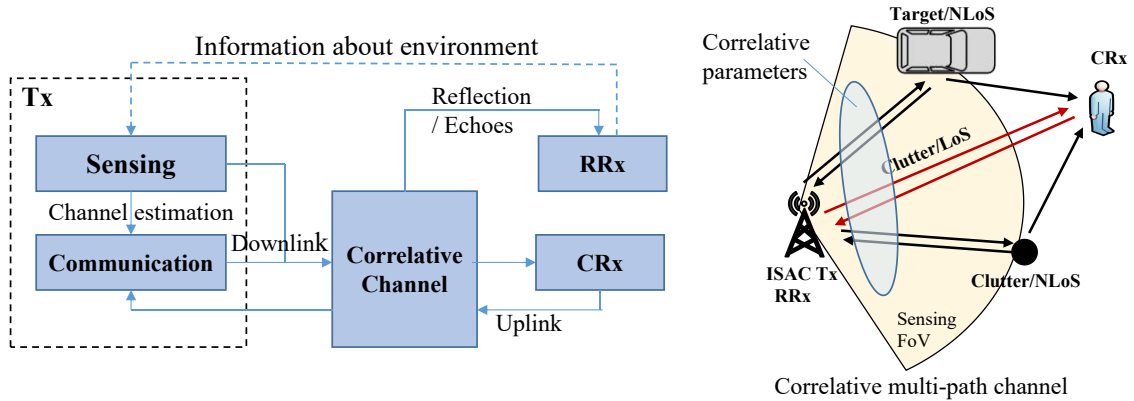 Information about environment
Tx
Reflection
/ Echoes
Sensing
RRx
Channel estimation
Communication
Downlink
Correlative
Channel
CRx
Uplink
Target/NLoS
Correlative
parameters
CRx
Clutter/LoS
ISAC Tx
RRx
Clutter/NLoS
Sensing
FoV
Correlative multi-path channel